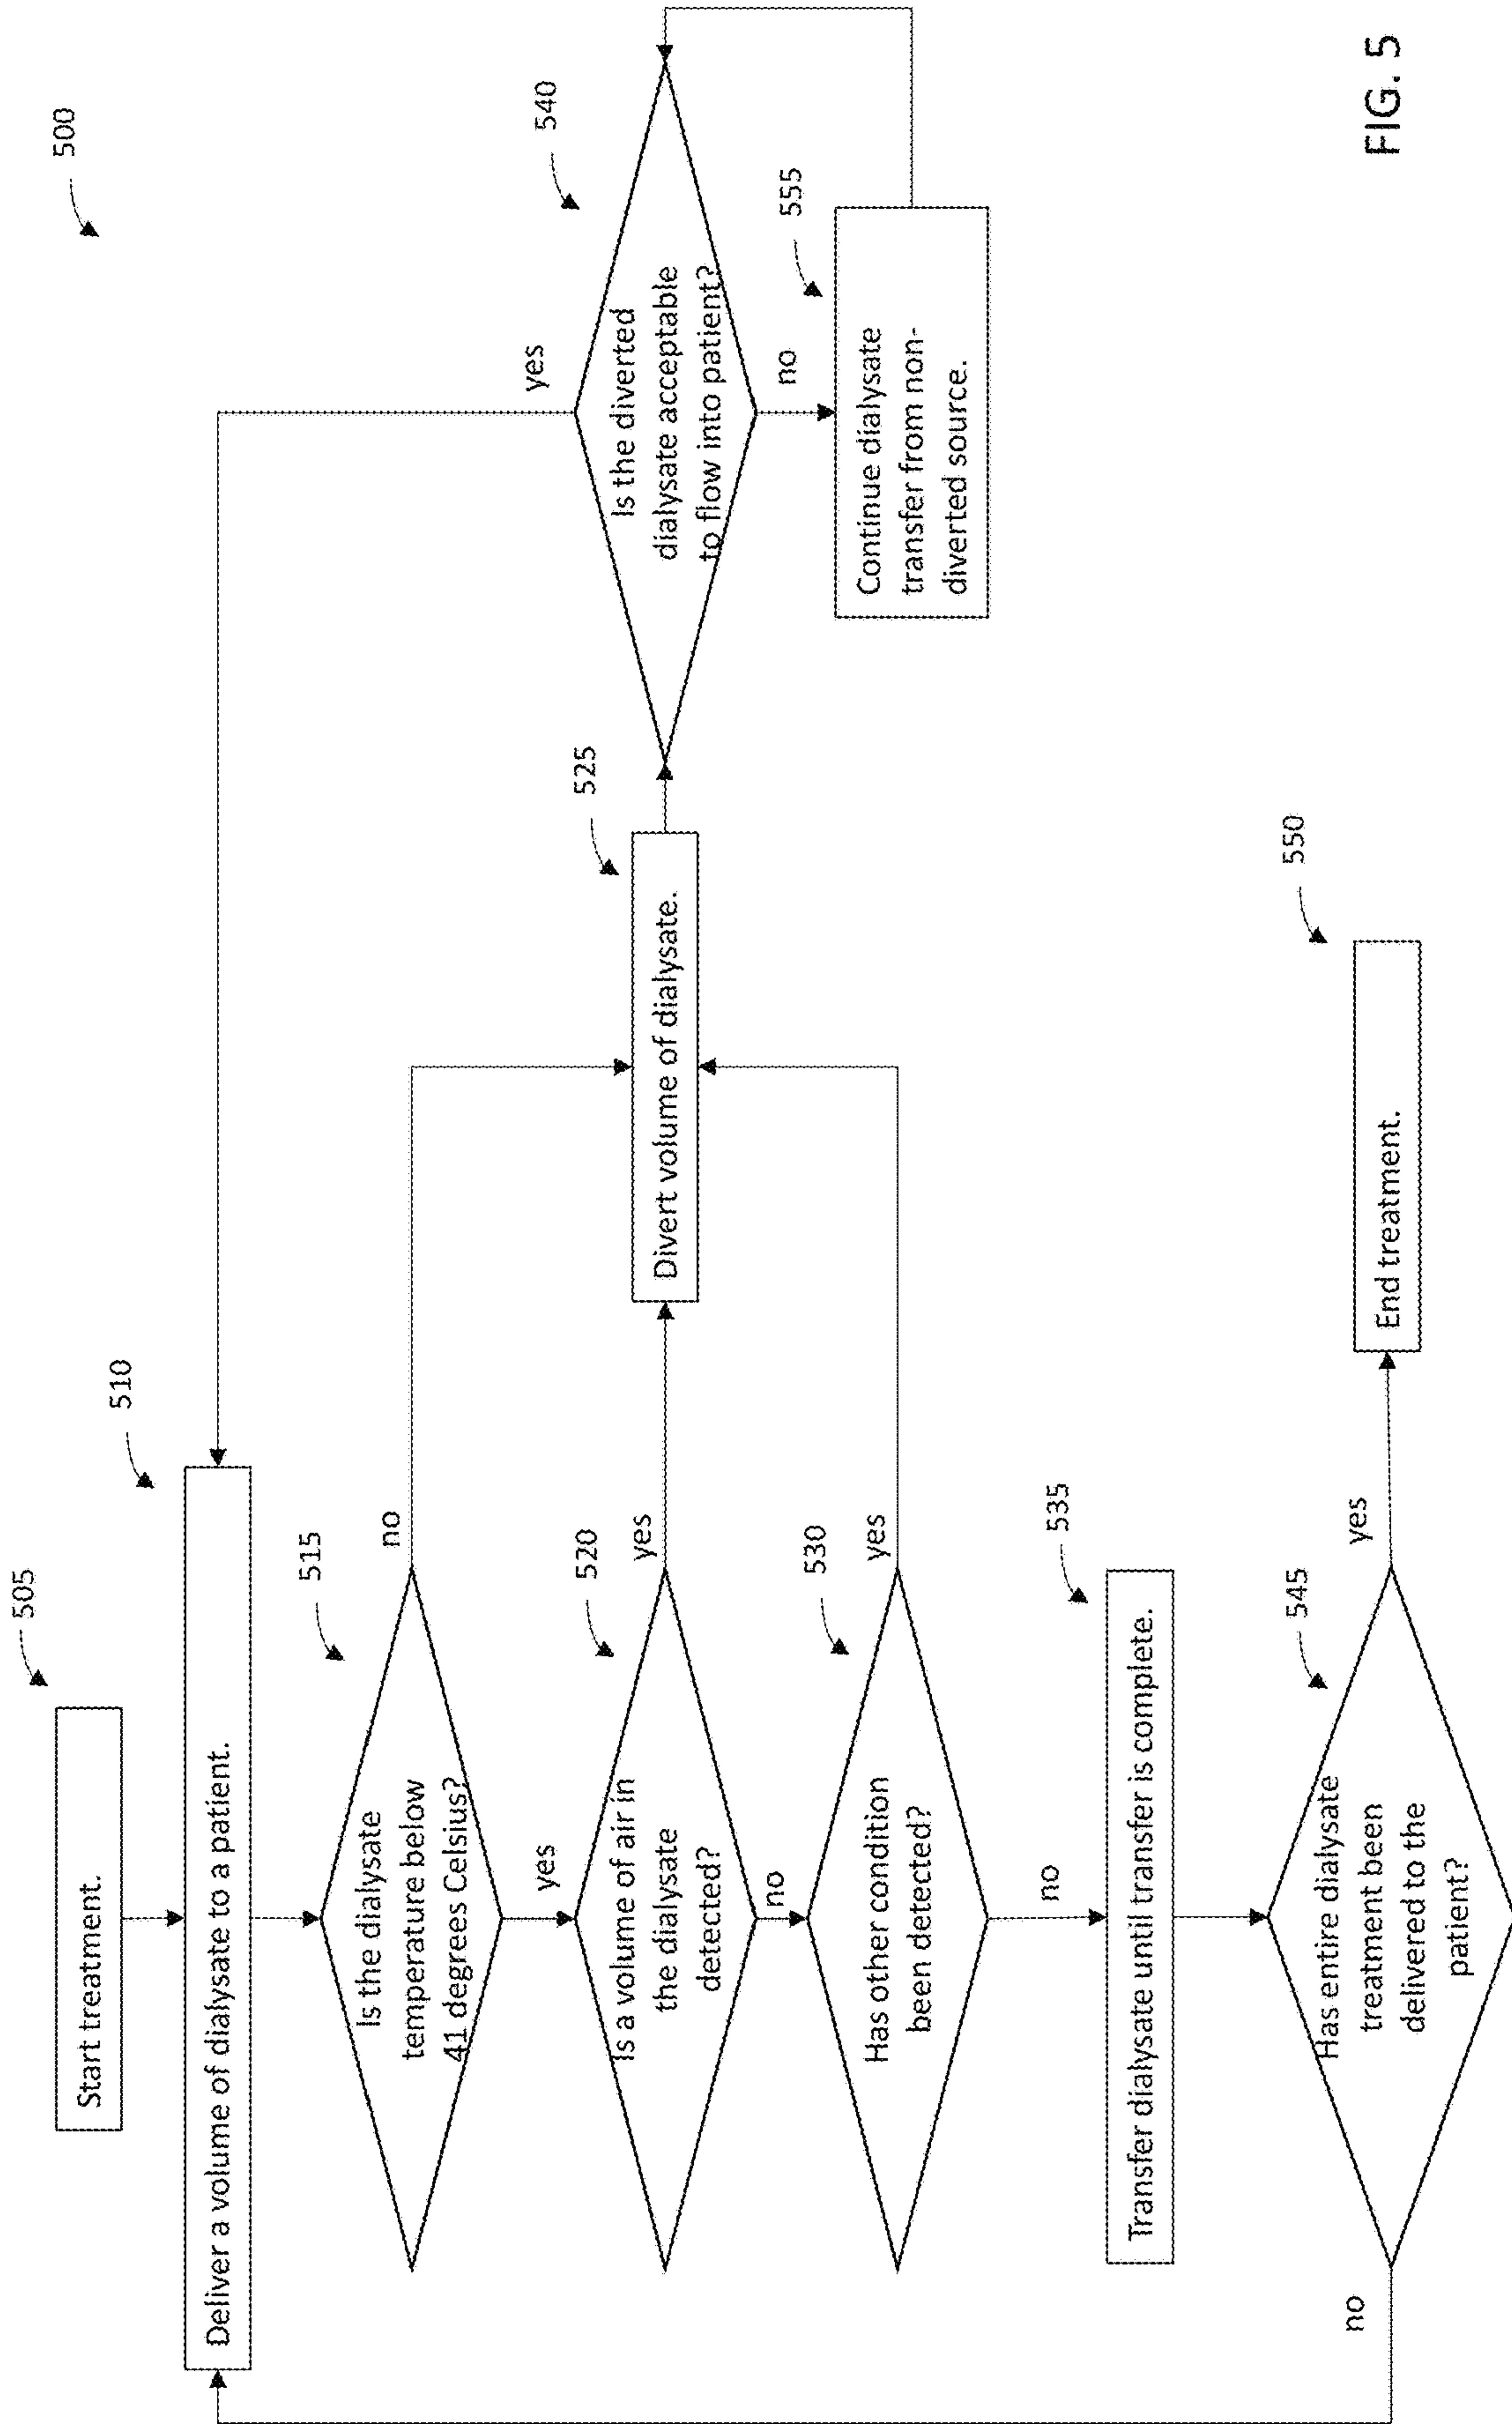 500
505
Start treatment.
510
Deliver a volume of dialysate to a patient.
515
Is the dialysate
temperature below
41 degrees Celsius?
no
yes
520
Is a volume of air in
the dialysate
detected?
yes
no
525
Divert volume of dialysate.
530
Has other condition
been detected?
yes
no
535
Transfer dialysate until transfer is complete.
540
Is the diverted
dialysate acceptable
to flow into patient?
yes
no
555
Continue dialysate
transfer from non-
diverted source.
545
Has entire dialysate
treatment been
delivered to the
patient?
no
yes
550
End treatment.
FIG. 5